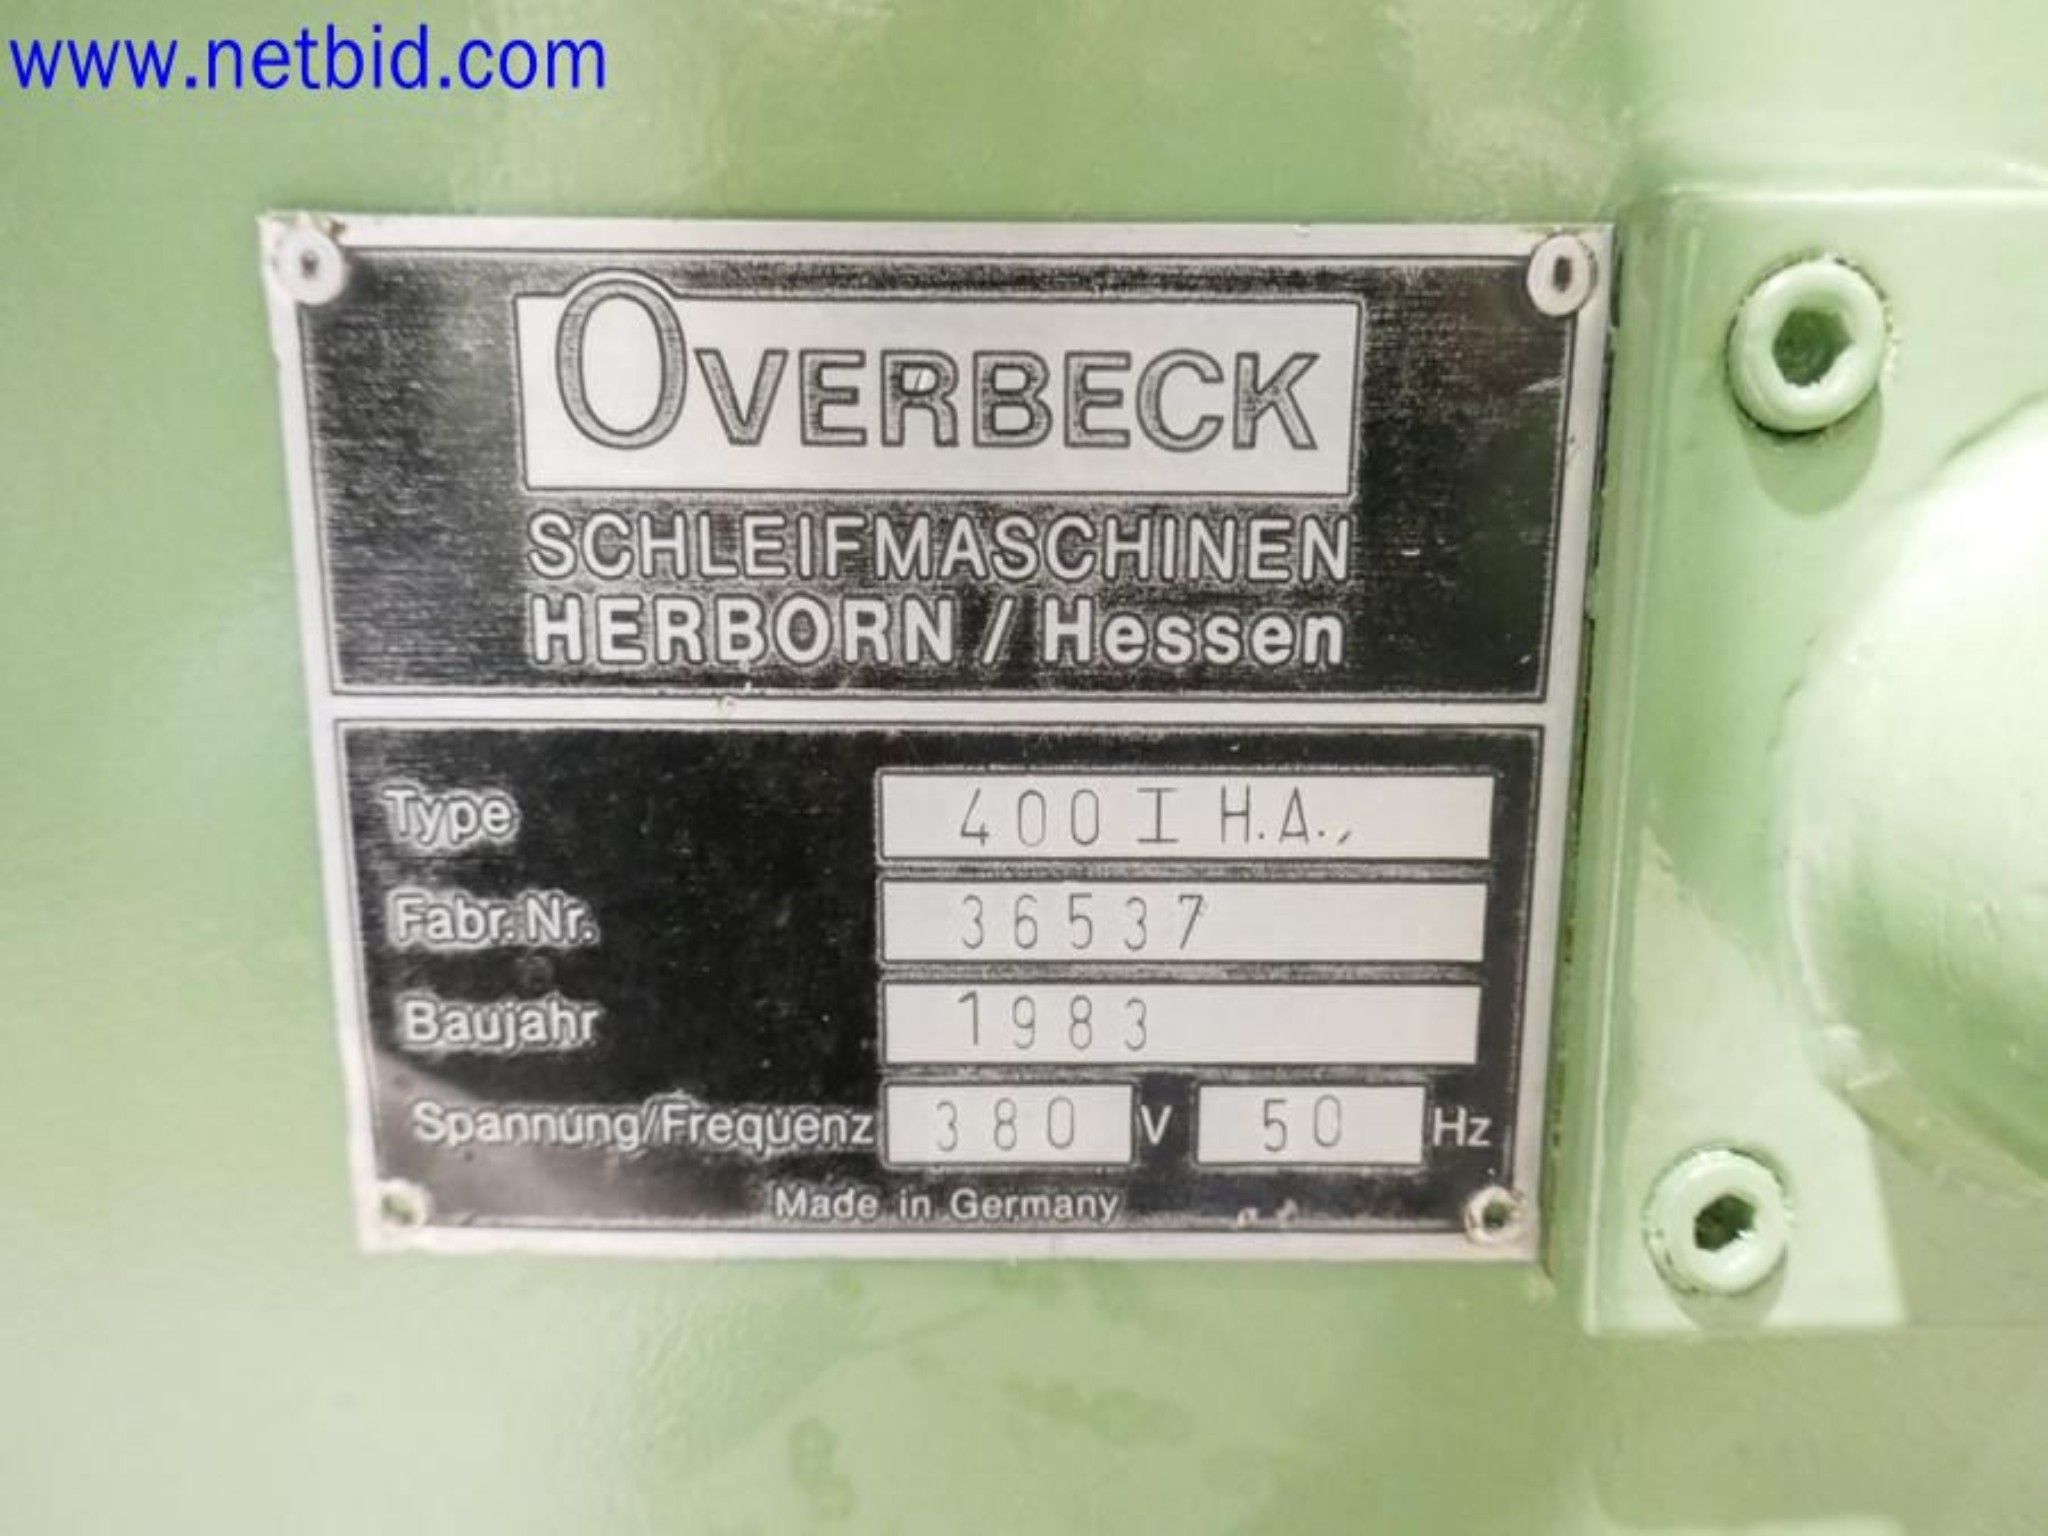 www.netbid.com
OVERBECK
SCHLEIFMASCHINEN
HERBORN / Hessen
Type 400 I H.A.
Fabr. Nr. 36537
Baujahr 1983
Spannung/Frequenz 380 V 50 Hz
Made in Germany